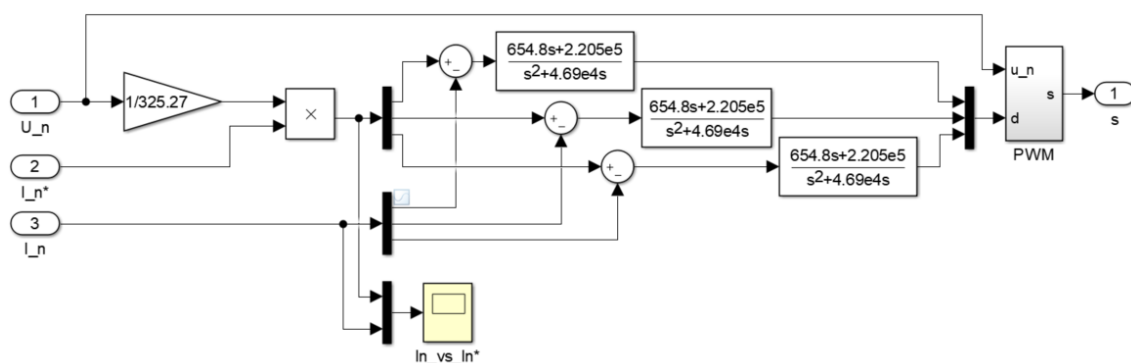 654.8s+2.205e5
s²+4.69e4s
1
U_n
1/325.27
×
+
−
654.8s+2.205e5
s²+4.69e4s
+
−
u_n
s
d
PWM
1
s
2
I_n*
654.8s+2.205e5
s²+4.69e4s
+
−
3
I_n
In vs In*